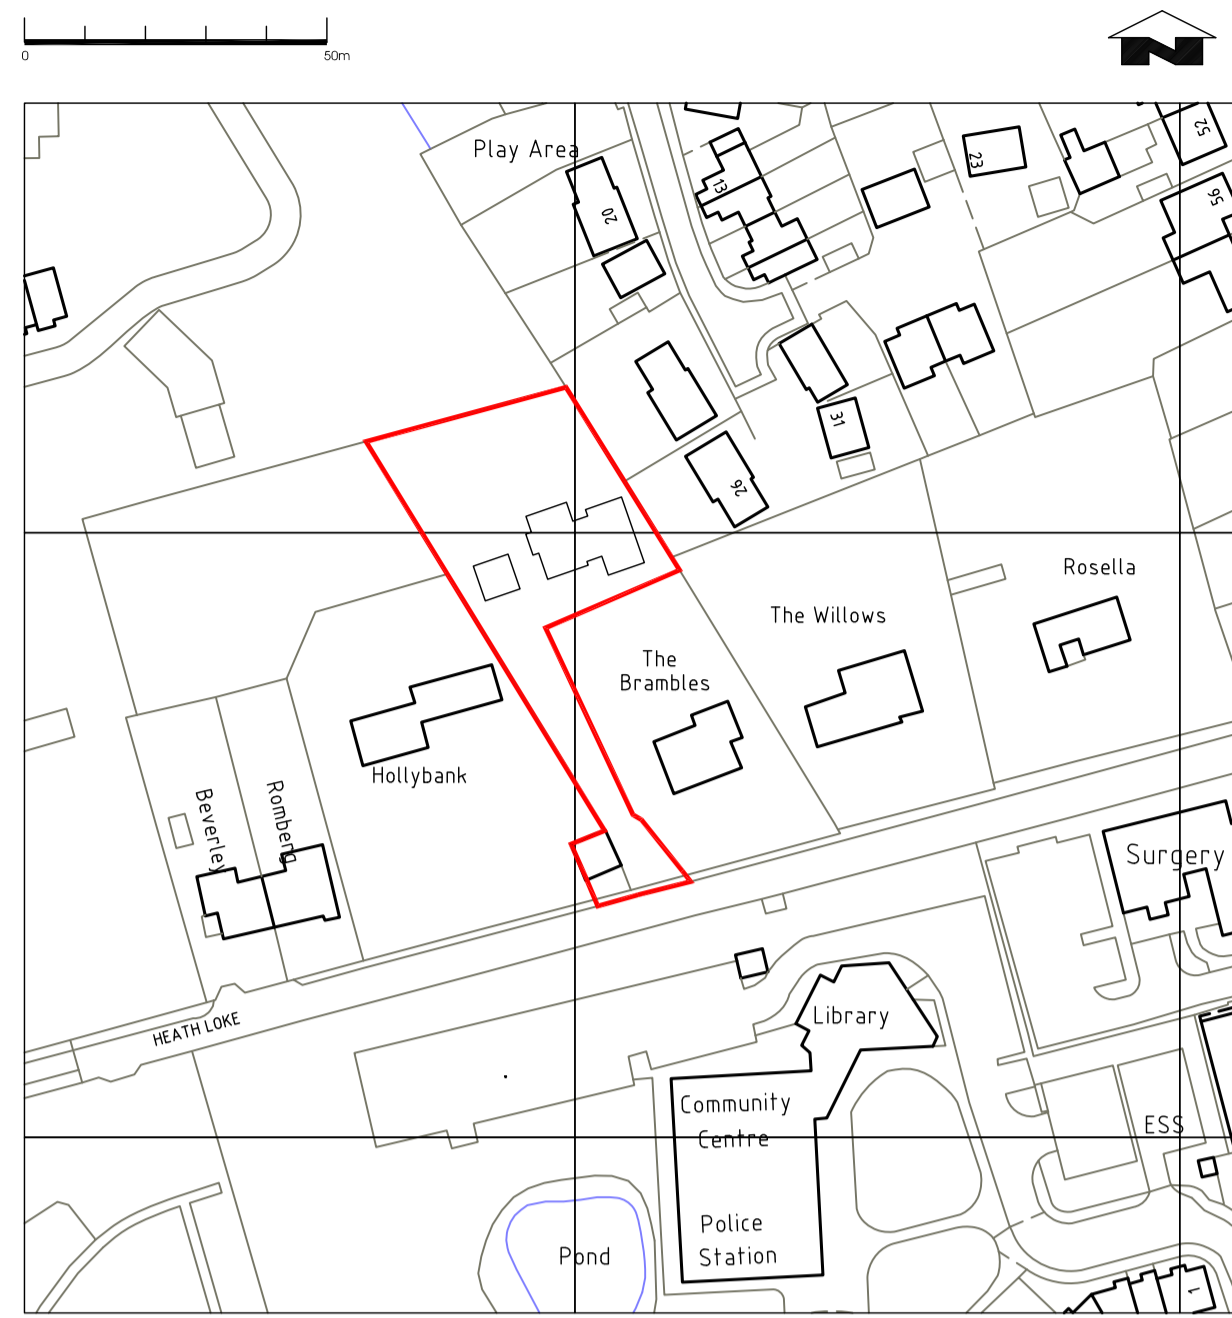 0
50m
N
Play Area
20
13
23
52
56
31
26
Rosella
The Willows
The
Brambles
Hollybank
Beverley
Romberg
Surgery
HEATH LOKE
Library
Community
Centre
ESS
Police
Station
Pond
1